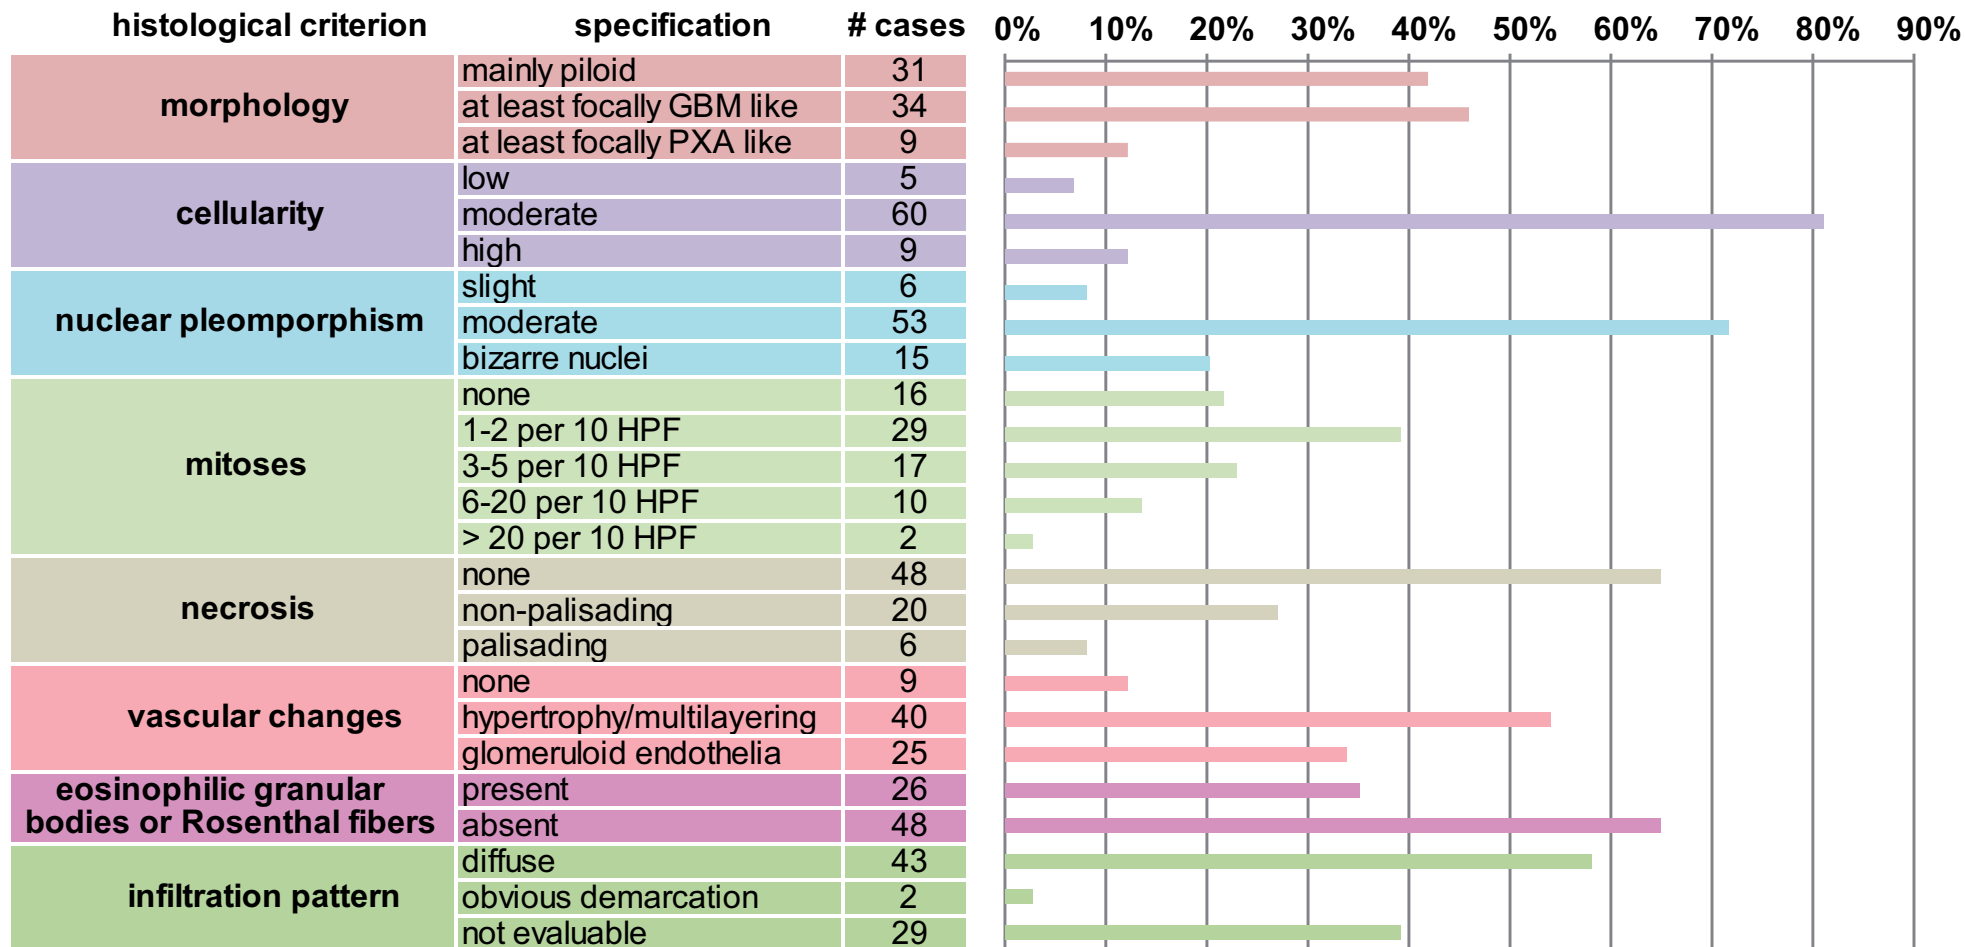 histological criterion specification # cases 0% 10% 20% 30% 40% 50% 60% 70% 80% 90%
morphology
mainly piloid 31
at least focally GBM like 34
at least focally PXA like 9
cellularity
low 5
moderate 60
high 9
nuclear pleomporphism
slight 6
moderate 53
bizarre nuclei 15
mitoses
none 16
1-2 per 10 HPF 29
3-5 per 10 HPF 17
6-20 per 10 HPF 10
> 20 per 10 HPF 2
necrosis
none 48
non-palisading 20
palisading 6
vascular changes
none 9
hypertrophy/multilayering 40
glomeruloid endothelia 25
eosinophilic granular
bodies or Rosenthal fibers
present 26
absent 48
infiltration pattern
diffuse 43
obvious demarcation 2
not evaluable 29